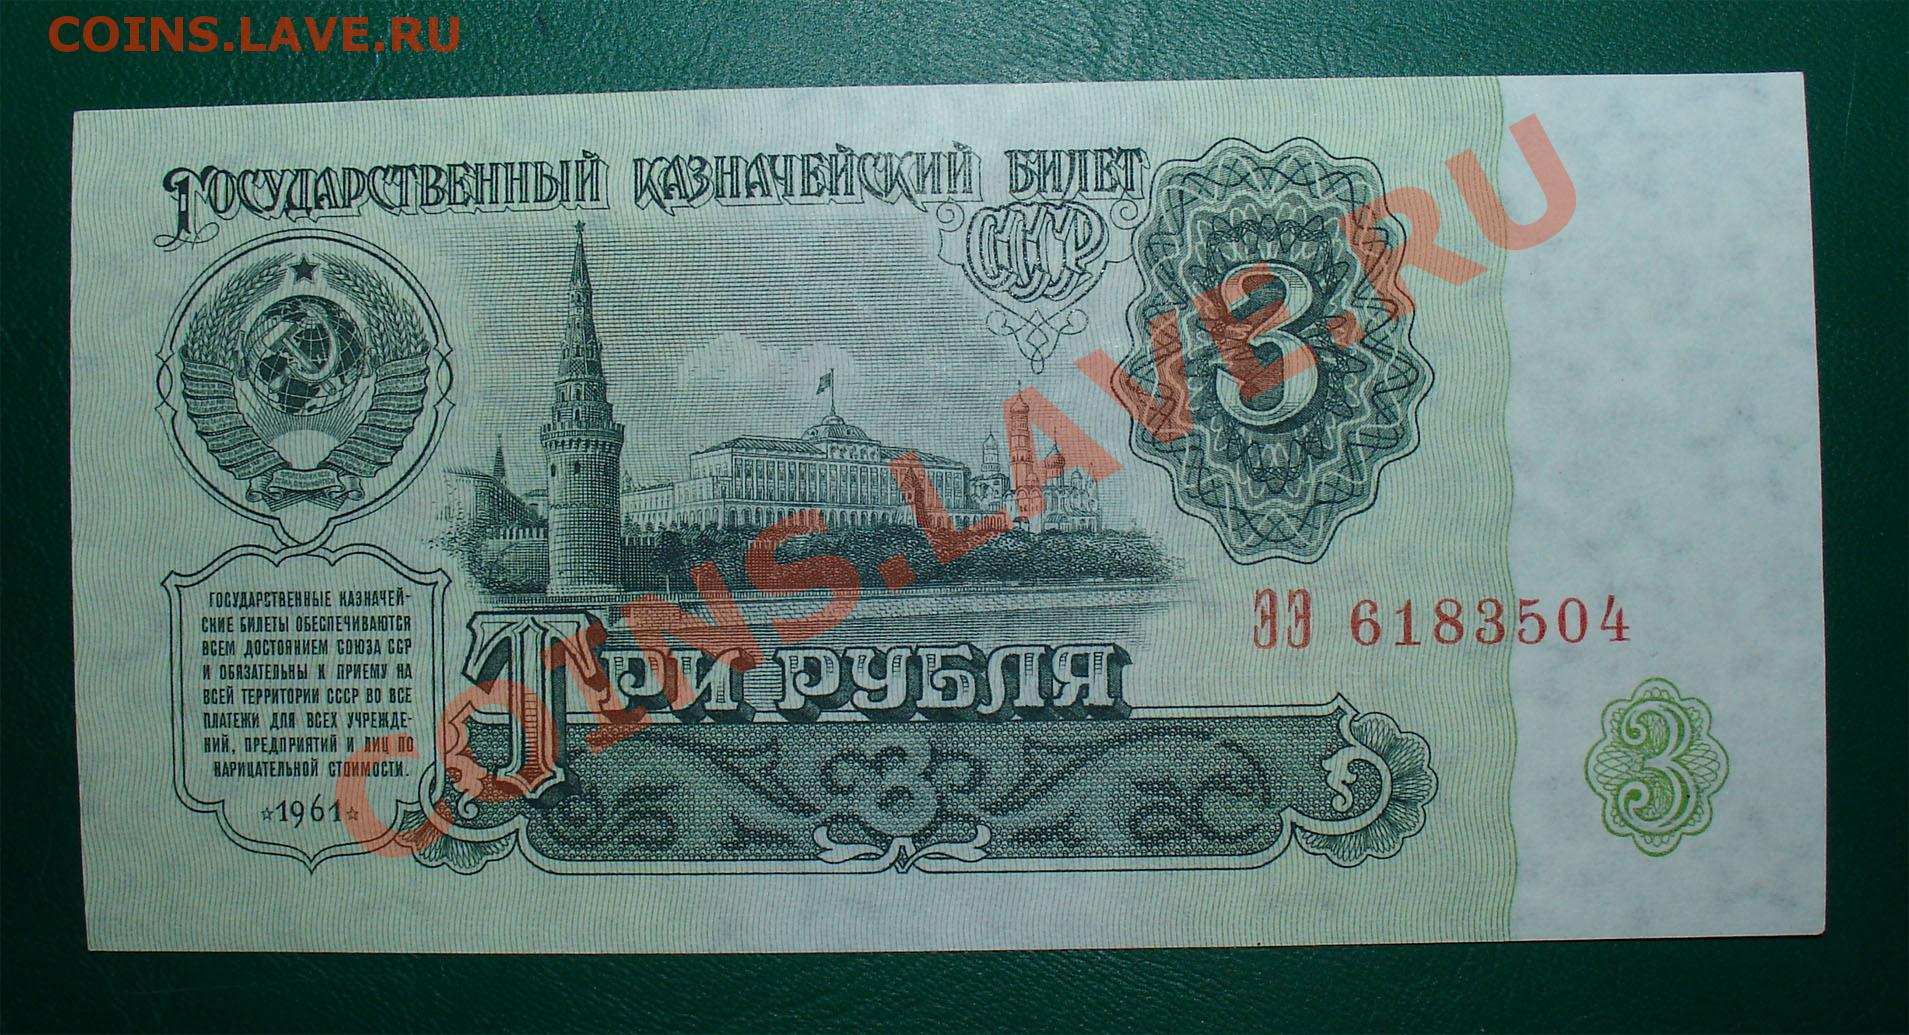 COINS.LAVE.RU
ГОСУДАРСТВЕННЫЙ КАЗНАЧЕЙСКИЙ БИЛЕТ
СССР
3
ГОСУДАРСТВЕННЫЕ КАЗНАЧЕЙ-
СКИЕ БИЛЕТЫ ОБЕСПЕЧИВАЮТСЯ
ВСЕМ ДОСТОЯНИЕМ СОЮЗА ССР
И ОБЯЗАТЕЛЬНЫ К ПРИЕМУ НА
ВСЕЙ ТЕРРИТОРИИ СССР ВО ВСЕ
ПЛАТЕЖИ ДЛЯ ВСЕХ УЧРЕЖДЕ-
НИЙ, ПРЕДПРИЯТИЙ И ЛИЦ ПО
НАРИЦАТЕЛЬНОЙ СТОИМОСТИ.
☆1961☆
ЭЭ 6183504
ТРИ РУБЛЯ
3
3
COINS.LAVE.RU